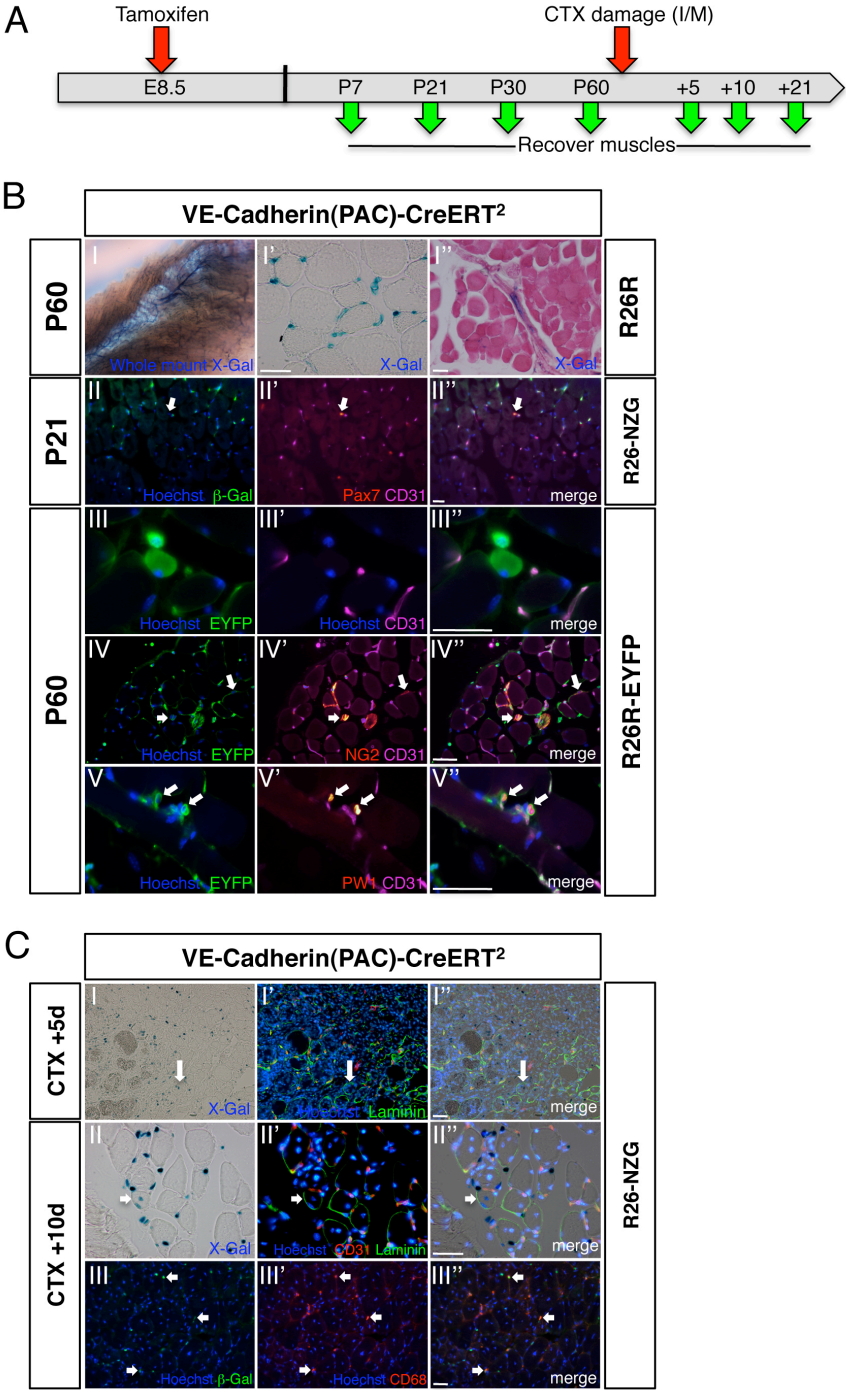 A
Tamoxifen
CTX damage (I/M)
E8.5
P7
P21
P30
P60
+5
+10
+21
Recover muscles
B
VE-Cadherin(PAC)-CreERT²
P60
I
Whole mount X-Gal
I’
X-Gal
I’’
X-Gal
R26R
P21
II
Hoechst β-Gal
II’
Pax7 CD31
II’’
merge
R26-NZG
P60
III
Hoechst EYFP
III’
Hoechst CD31
III’’
merge
IV
Hoechst EYFP
IV’
NG2 CD31
IV’’
merge
V
Hoechst EYFP
V’
PW1 CD31
V’’
merge
R26R-EYFP
C
VE-Cadherin(PAC)-CreERT²
CTX +5d
I
X-Gal
I’
Hoechst Laminin
I’’
merge
CTX +10d
II
X-Gal
II’
Hoechst CD31 Laminin
II’’
merge
III
Hoechst β-Gal
III’
Hoechst CD68
III’’
merge
R26-NZG